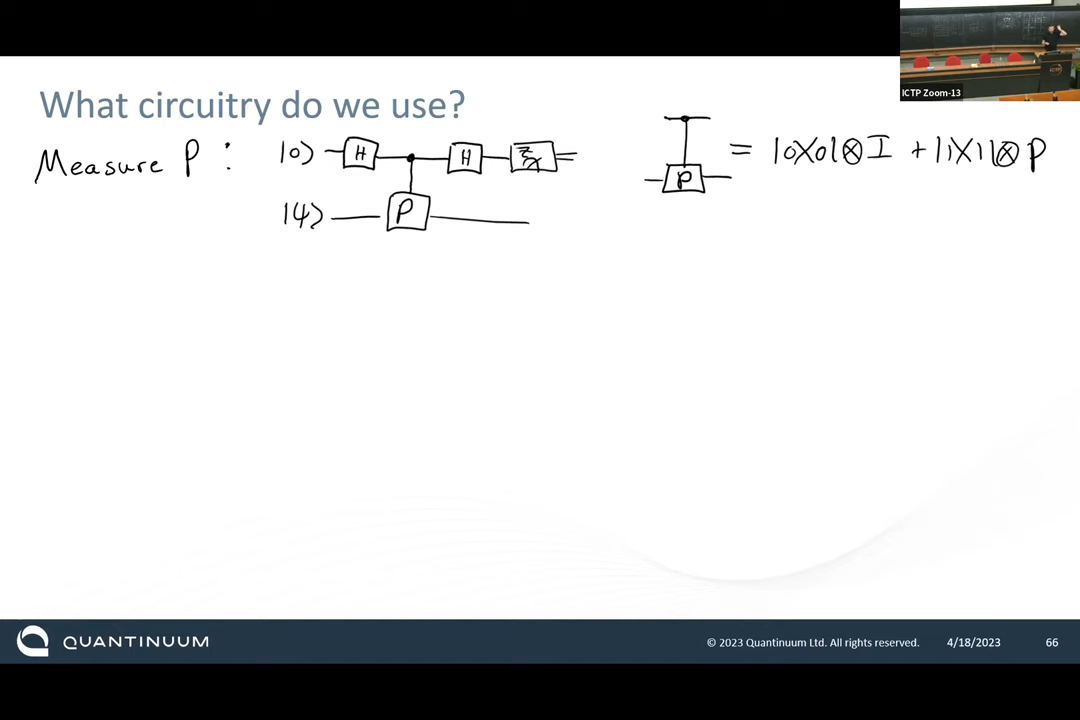 What circuitry do we use?
Measure P :
|0⟩ H H Z
|ψ⟩ P
P = |0⟩⟨0| ⊗ I + |1⟩⟨1| ⊗ P
ICTP Zoom-13
QUANTINUUM
© 2023 Quantinuum Ltd. All rights reserved. 4/18/2023 66